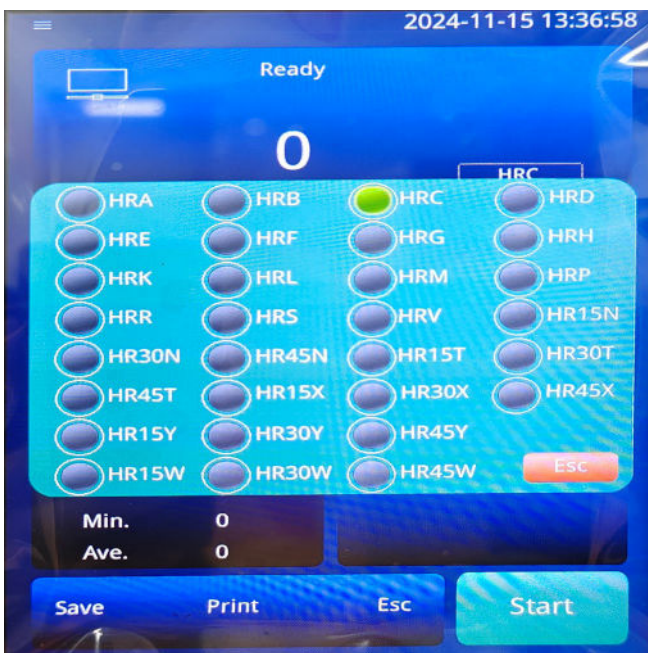 2024-11-15 13:36:58
Ready
0
HRC
HRA HRB HRC HRD
HRE HRF HRG HRH
HRK HRL HRM HRP
HRR HRS HRV HR15N
HR30N HR45N HR15T HR30T
HR45T HR15X HR30X HR45X
HR15Y HR30Y HR45Y
HR15W HR30W HR45W
Esc
Min. 0
Ave. 0
Save Print Esc Start